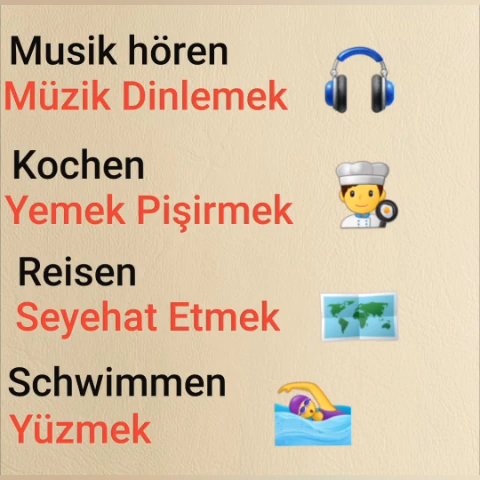 Musik hören
Müzik Dinlemek
Kochen
Yemek Pişirmek
Reisen
Seyehat Etmek
Schwimmen
Yüzmek